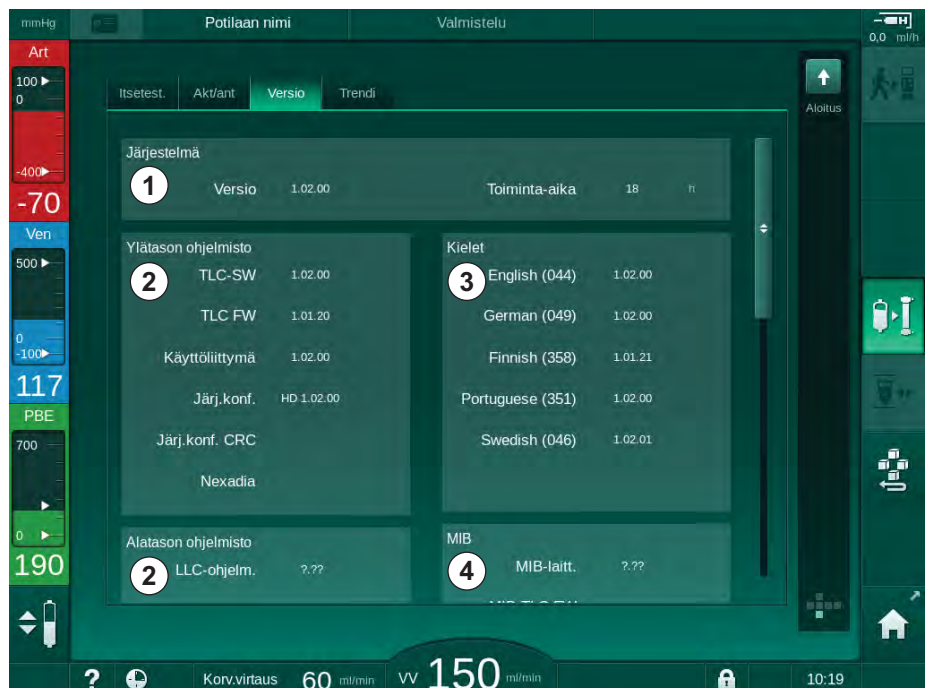 mmHg Potilaan nimi Valmistelu
0,0 ml/h
Art
100
0
-400
-70
Ven
500
0
-100
117
PBE
700
0
190
Itsetest. Akt/ant Versio Trendi
Aloitus
Järjestelmä
1 Versio 1.02.00 Toiminta-aika 18 h
Ylätason ohjelmisto
2 TLC-SW 1.02.00
TLC FW 1.01.20
Käyttöliittymä 1.02.00
Järj.konf. HD 1.02.00
Järj.konf. CRC
Nexadia
Kielet
3 English (044) 1.02.00
German (049) 1.02.00
Finnish (358) 1.01.21
Portuguese (351) 1.02.00
Swedish (046) 1.02.01
Alatason ohjelmisto
2 LLC-ohjelm. ?.??
MIB
4 MIB-laitt. ?.??
? Korv.virtaus 60 ml/min VV 150 ml/min 10:19